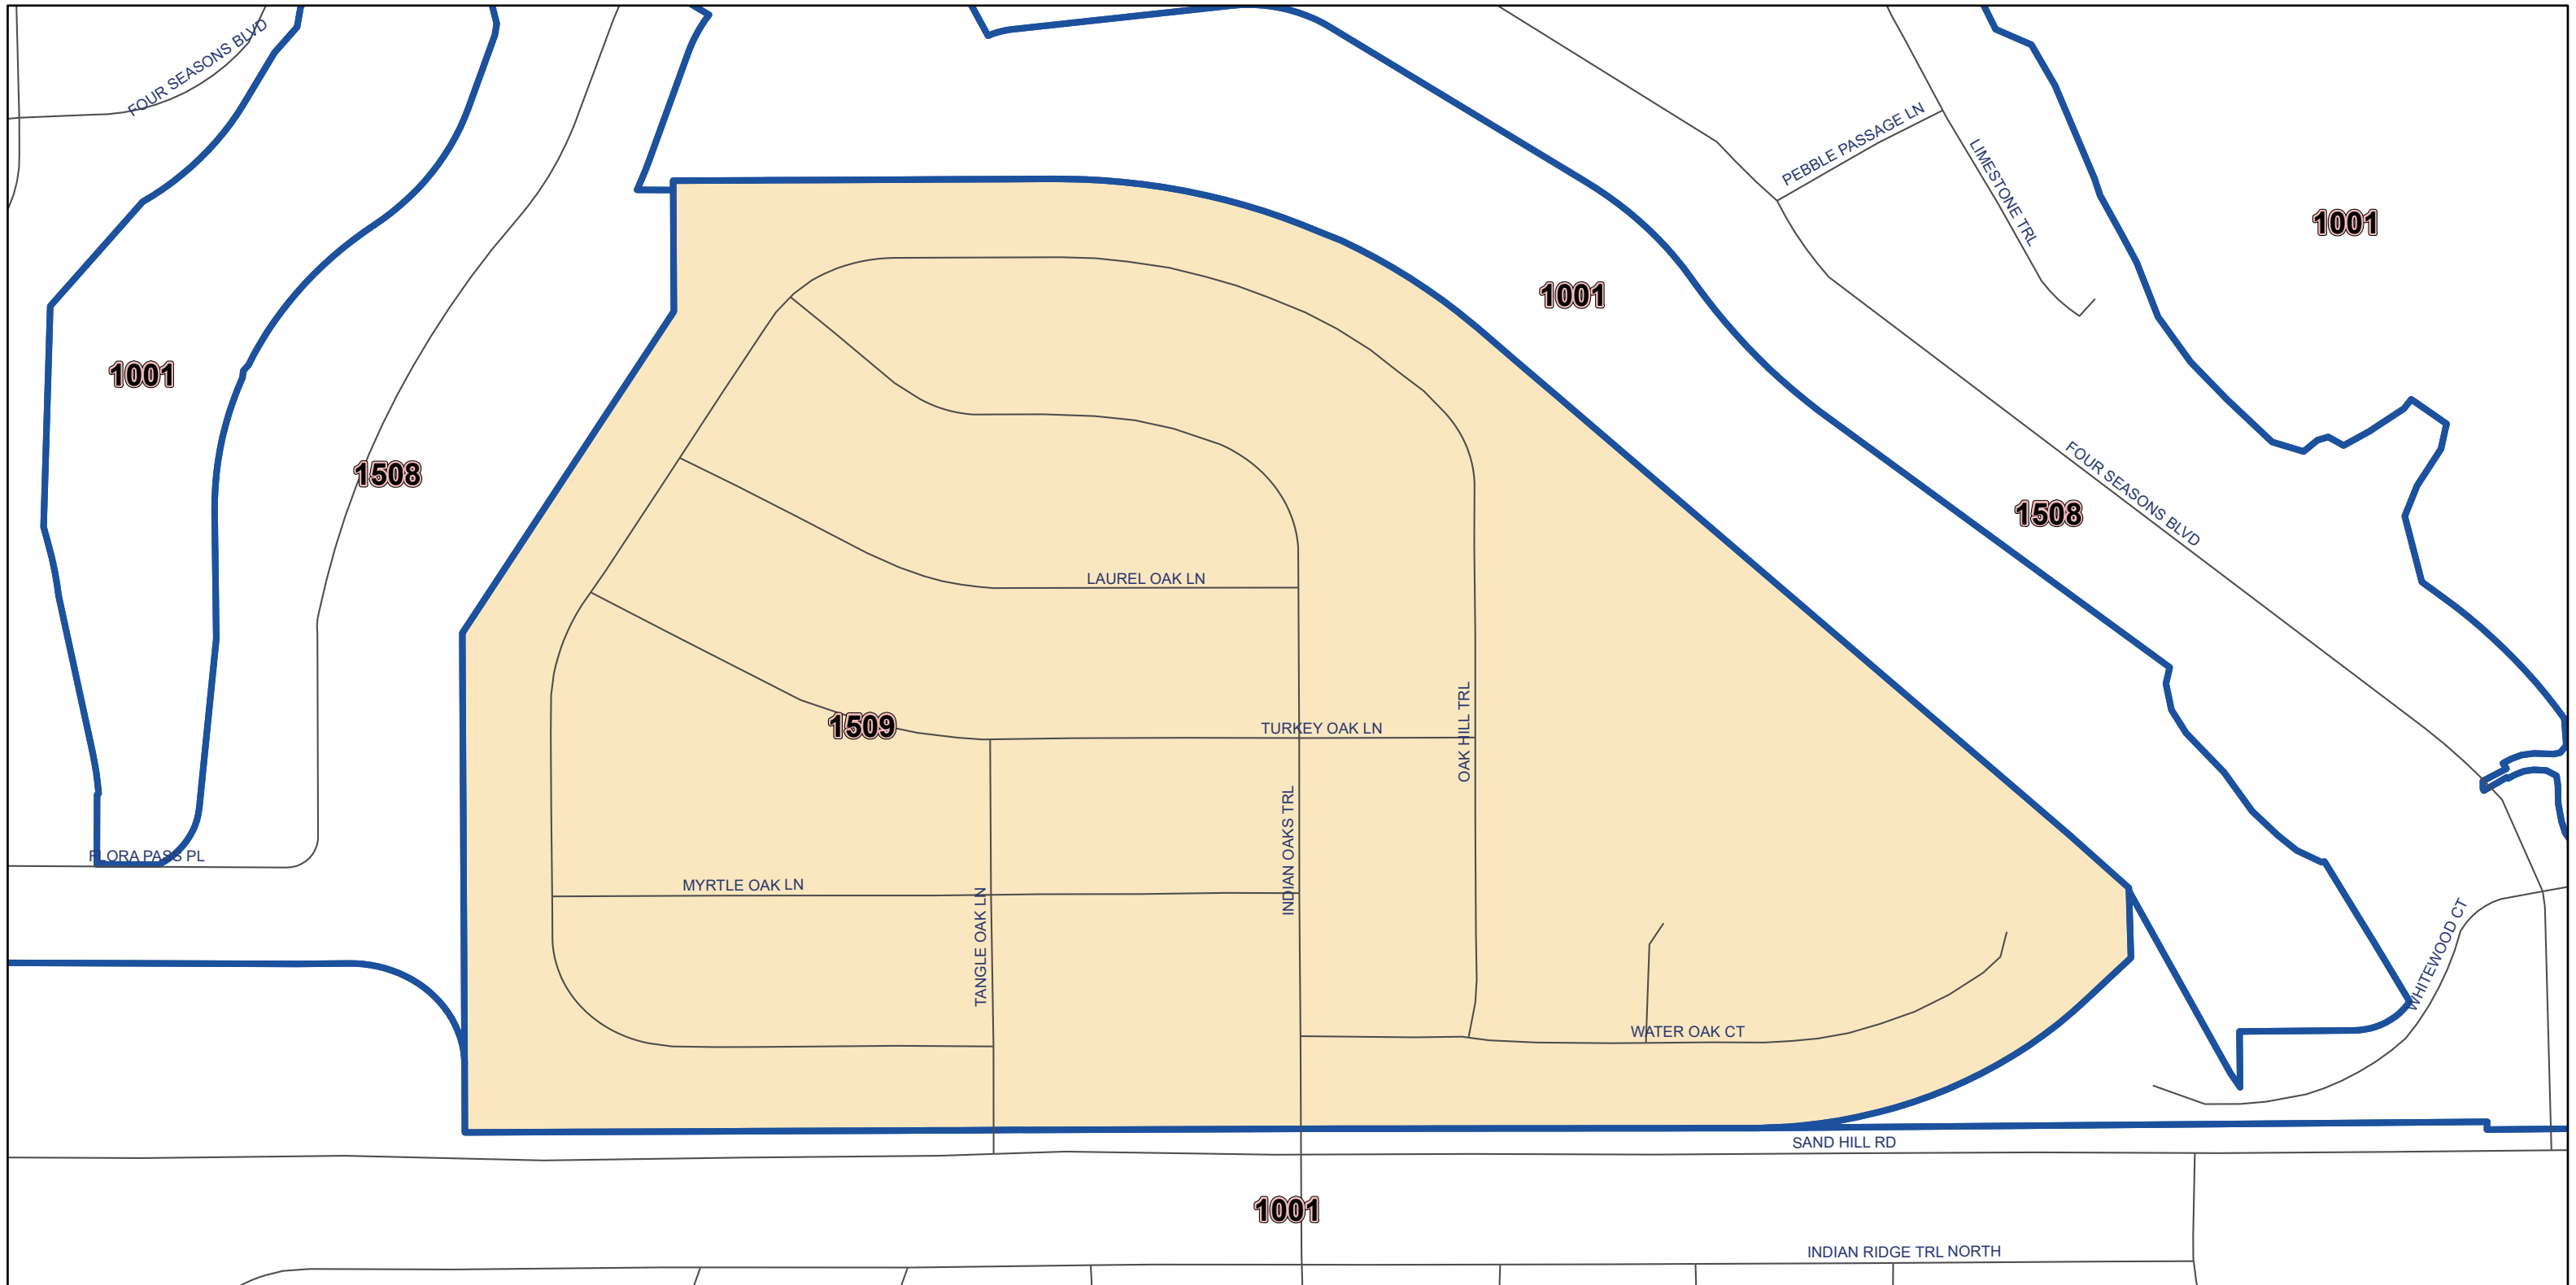 FOUR SEASONS BLVD
PEBBLE PASSAGE LN
LIMESTONE TRL
1001
1001
1001
1508
1508
FOUR SEASONS BLVD
LAUREL OAK LN
1509
TURKEY OAK LN
OAK HILL TRL
INDIAN OAKS TRL
FLORA PASS PL
MYRTLE OAK LN
TANGLE OAK LN
WHITEWOOD CT
WATER OAK CT
SAND HILL RD
1001
INDIAN RIDGE TRL NORTH